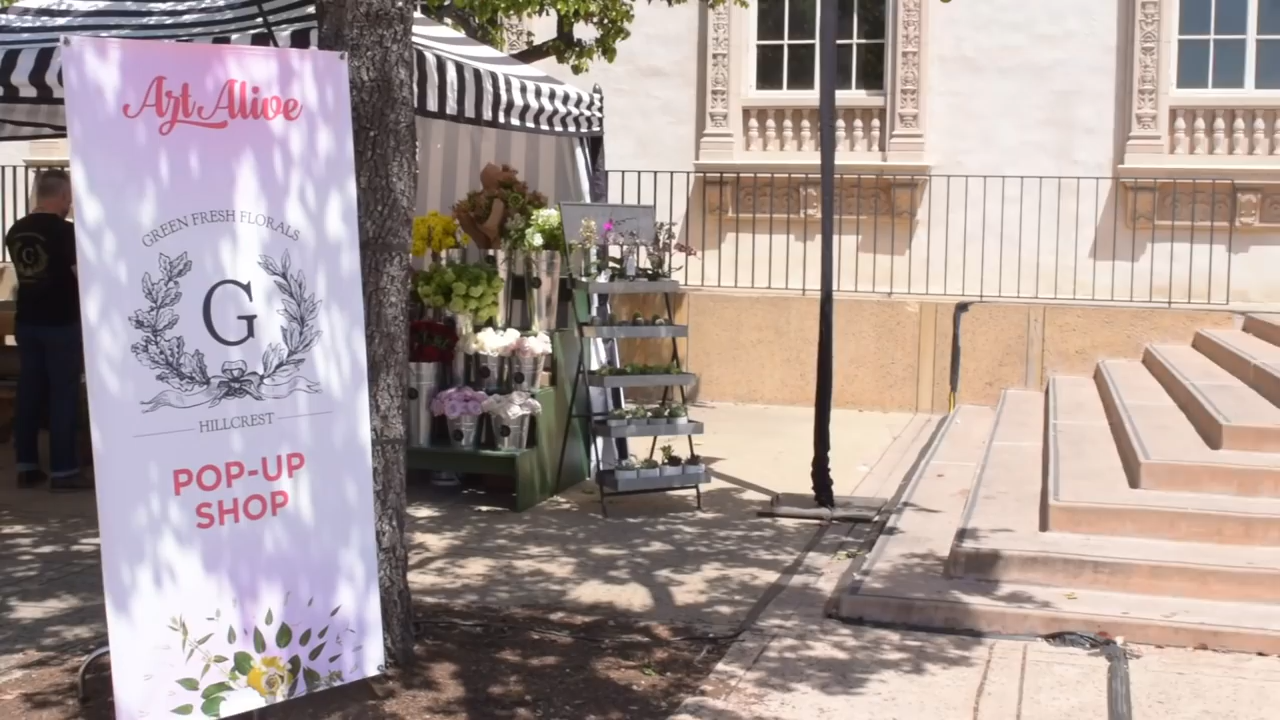 Art Alive
GREEN FRESH FLORALS
G
HILLCREST
POP-UP
SHOP
G